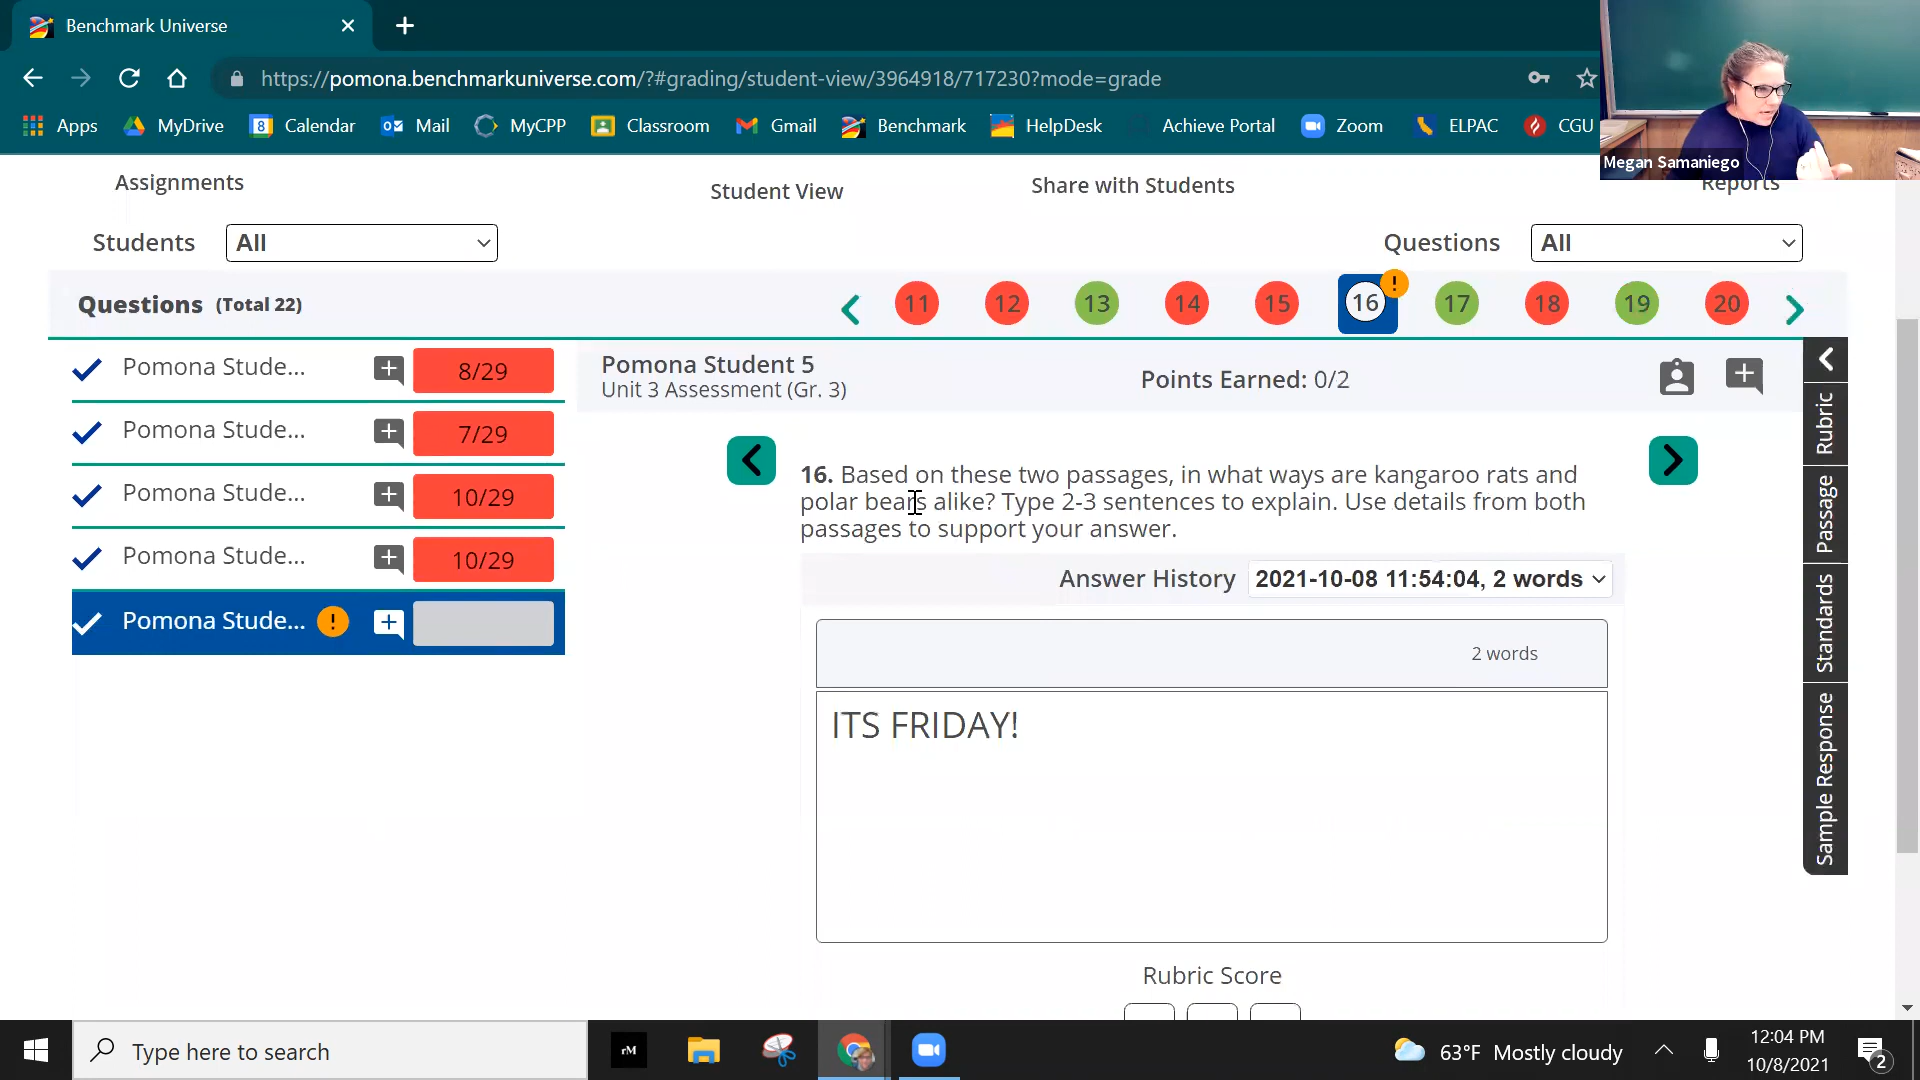 Benchmark Universe
https://pomona.benchmarkuniverse.com/?#grading/student-view/3964918/717230?mode=grade
Apps MyDrive 8 Calendar Mail MyCPP Classroom Gmail Benchmark HelpDesk Achieve Portal Zoom ELPAC CGU
Megan Samaniego
Assignments Student View Share with Students Reports
Students All Questions All
Questions (Total 22) 11 12 13 14 15 16 ! 17 18 19 20
Pomona Stude... 8/29
Pomona Stude... 7/29
Pomona Stude... 10/29
Pomona Stude... 10/29
Pomona Stude... !
Pomona Student 5
Unit 3 Assessment (Gr. 3)
Points Earned: 0/2
16. Based on these two passages, in what ways are kangaroo rats and
polar bears alike? Type 2-3 sentences to explain. Use details from both
passages to support your answer.
Answer History 2021-10-08 11:54:04, 2 words
2 words
ITS FRIDAY!
Rubric Score
Rubric
Passage
Standards
Sample Response
Type here to search
rM
63°F Mostly cloudy
12:04 PM
10/8/2021
2